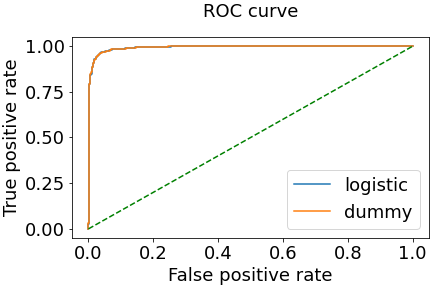 ROC curve
True positive rate
1.00
0.75
0.50
0.25
0.00
logistic
dummy
0.0 0.2 0.4 0.6 0.8 1.0
False positive rate